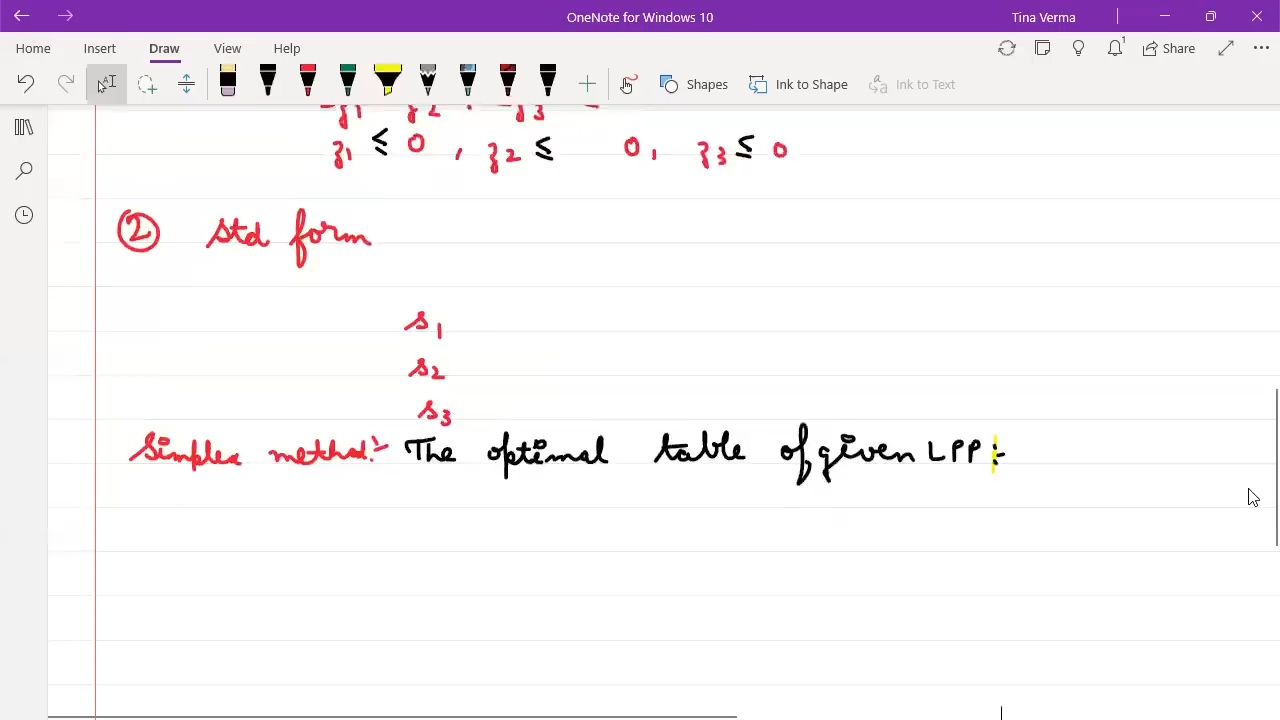 OneNote for Windows 10
Tina Verma
Home Insert Draw View Help
1
Share
Shapes Ink to Shape Ink to Text
z1 ≤ 0 , z2 ≤ 0, z3 ≤ 0
② Std form
s1
s2
s3
Simplex method:- The optimal table of given LPP :-